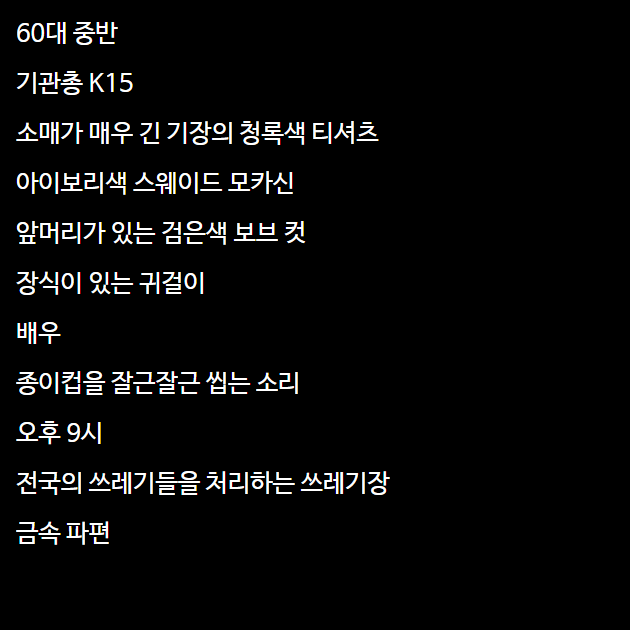 60대 중반
기관총 K15
소매가 매우 긴 기장의 청록색 티셔츠
아이보리색 스웨이드 모카신
앞머리가 있는 검은색 보브 컷
장식이 있는 귀걸이
배우
종이컵을 잘근잘근 씹는 소리
오후 9시
전국의 쓰레기들을 처리하는 쓰레기장
금속 파편